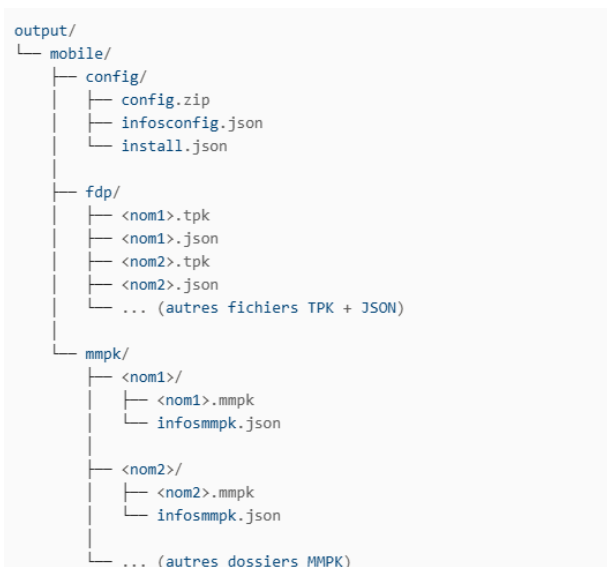 output/
└── mobile/
    ├── config/
    │   ├── config.zip
    │   ├── infosconfig.json
    │   └── install.json
    │
    ├── fdp/
    │   ├── <nom1>.tpk
    │   ├── <nom1>.json
    │   ├── <nom2>.tpk
    │   ├── <nom2>.json
    │   └── ... (autres fichiers TPK + JSON)
    │
    └── mmpk/
        ├── <nom1>/
        │   ├── <nom1>.mmpk
        │   └── infosmmpk.json
        │
        ├── <nom2>/
        │   ├── <nom2>.mmpk
        │   └── infosmmpk.json
        │
        └── ... (autres dossiers MMPK)